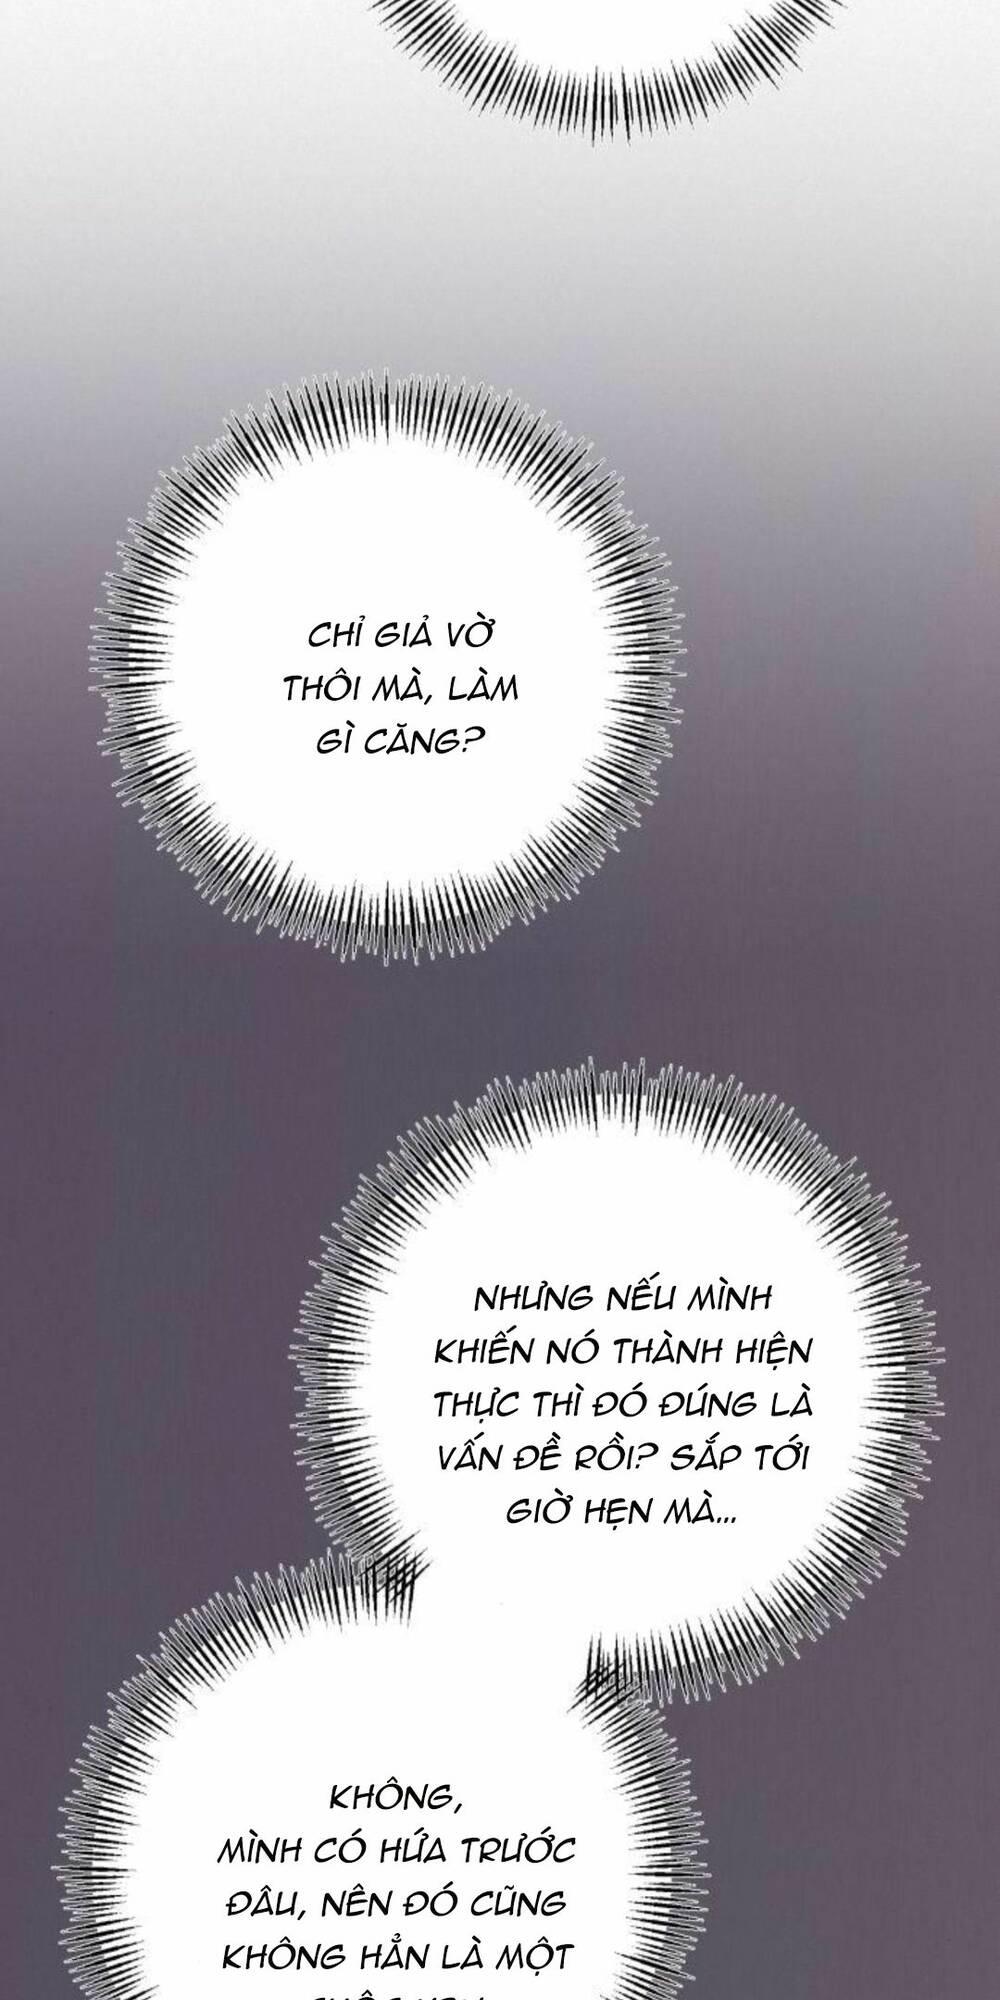 CHỈ GIẢ VỜ
THÔI MÀ, LÀM
GÌ CĂNG?
NHƯNG NẾU MÌNH
KHIẾN NÓ THÀNH HIỆN
THỰC THÌ ĐÓ ĐÚNG LÀ
VẤN ĐỀ RỒI? SẮP TỚI
GIỜ HẸN MÀ...
KHÔNG,
MÌNH CÓ HỨA TRƯỚC
ĐÂU, NÊN ĐÓ CŨNG
KHÔNG HẲN LÀ MỘT